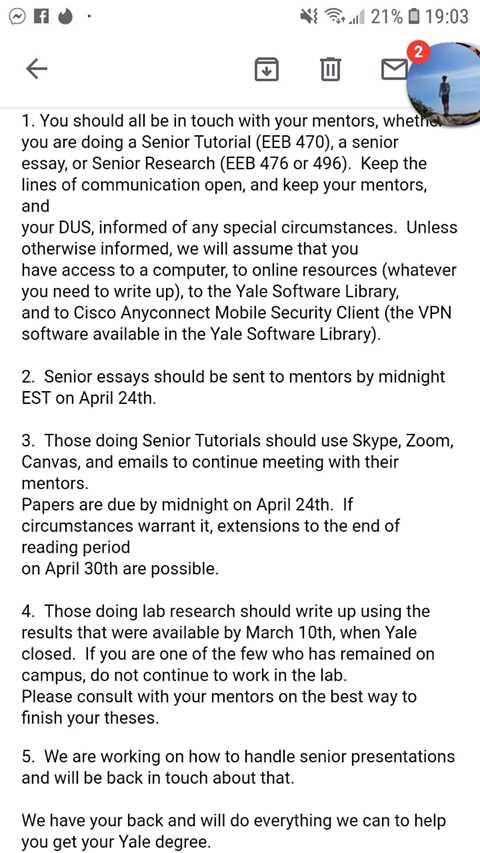 21% 19:03
2
1. You should all be in touch with your mentors, whether
you are doing a Senior Tutorial (EEB 470), a senior
essay, or Senior Research (EEB 476 or 496).  Keep the
lines of communication open, and keep your mentors,
and
your DUS, informed of any special circumstances.  Unless
otherwise informed, we will assume that you
have access to a computer, to online resources (whatever
you need to write up), to the Yale Software Library,
and to Cisco Anyconnect Mobile Security Client (the VPN
software available in the Yale Software Library).
2.  Senior essays should be sent to mentors by midnight
EST on April 24th.
3.  Those doing Senior Tutorials should use Skype, Zoom,
Canvas, and emails to continue meeting with their
mentors.
Papers are due by midnight on April 24th.  If
circumstances warrant it, extensions to the end of
reading period
on April 30th are possible.
4.  Those doing lab research should write up using the
results that were available by March 10th, when Yale
closed.  If you are one of the few who has remained on
campus, do not continue to work in the lab.
Please consult with your mentors on the best way to
finish your theses.
5.  We are working on how to handle senior presentations
and will be back in touch about that.
We have your back and will do everything we can to help
you get your Yale degree.